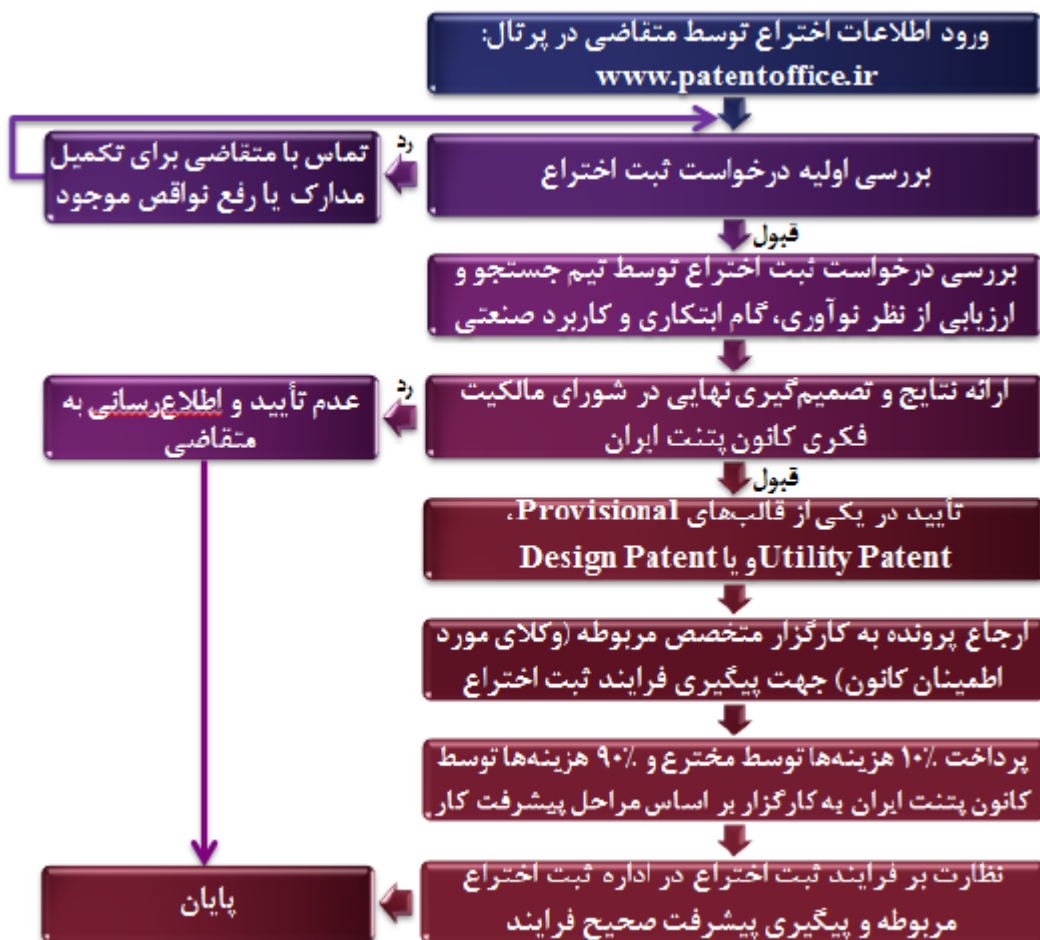 ورود اطلاعات اختراع توسط متقاضی در پرتال:
www.patentoffice.ir
بررسی اولیه درخواست ثبت اختراع
رد
تماس با متقاضی برای تکمیل
مدارک یا رفع نواقص موجود
قبول
بررسی درخواست ثبت اختراع توسط تیم جستجو و
ارزیابی از نظر نوآوری، گام ابتکاری و کاربرد صنعتی
ارائه نتایج و تصمیم‌گیری نهایی در شورای مالکیت
فکری کانون پتنت ایران
رد
عدم تأیید و اطلاع‌رسانی به
متقاضی
قبول
تأیید در یکی از قالب‌های Provisional،
Utility Patent و یا Design Patent
ارجاع پرونده به کارگزار متخصص مربوطه (وکلای مورد
اطمینان کانون) جهت پیگیری فرایند ثبت اختراع
پرداخت ۱۰٪ هزینه‌ها توسط مخترع و ۹۰٪ هزینه‌ها توسط
کانون پتنت ایران به کارگزار بر اساس مراحل پیشرفت کار
نظارت بر فرایند ثبت اختراع در اداره ثبت اختراع
مربوطه و پیگیری پیشرفت صحیح فرایند
پایان